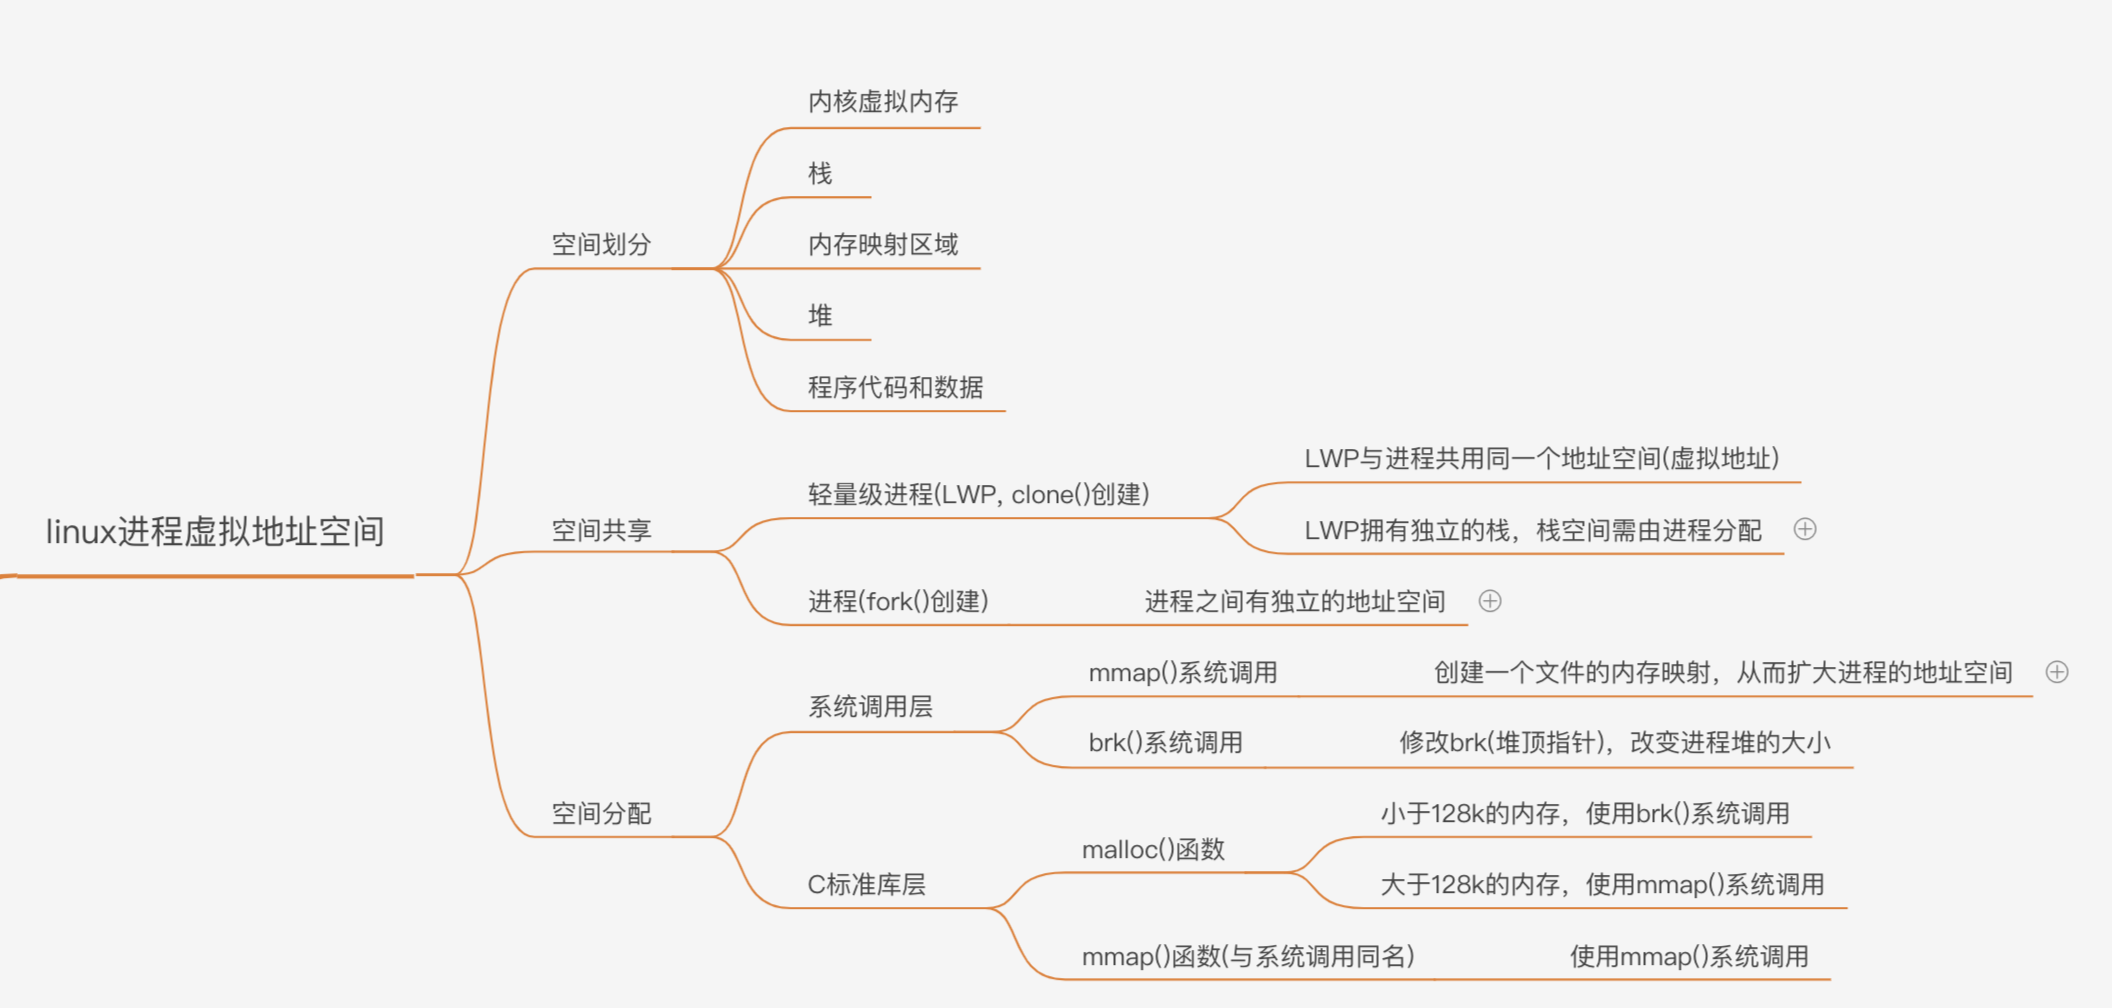 内核虚拟内存
栈
空间划分
内存映射区域
堆
程序代码和数据
LWP与进程共用同一个地址空间(虚拟地址)
轻量级进程(LWP, clone()创建)
linux进程虚拟地址空间
空间共享
LWP拥有独立的栈，栈空间需由进程分配
进程(fork()创建)
进程之间有独立的地址空间
mmap()系统调用
创建一个文件的内存映射，从而扩大进程的地址空间
系统调用层
brk()系统调用
修改brk(堆顶指针)，改变进程堆的大小
空间分配
小于128k的内存，使用brk()系统调用
malloc()函数
C标准库层
大于128k的内存，使用mmap()系统调用
mmap()函数(与系统调用同名)
使用mmap()系统调用